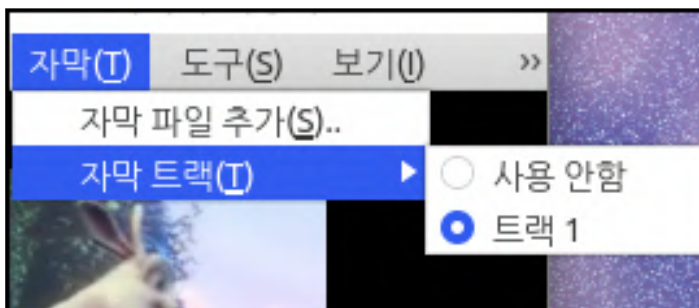 자막(T) 도구(S) 보기(I) »
자막 파일 추가(S)..
자막 트랙(T)
사용 안함
트랙 1